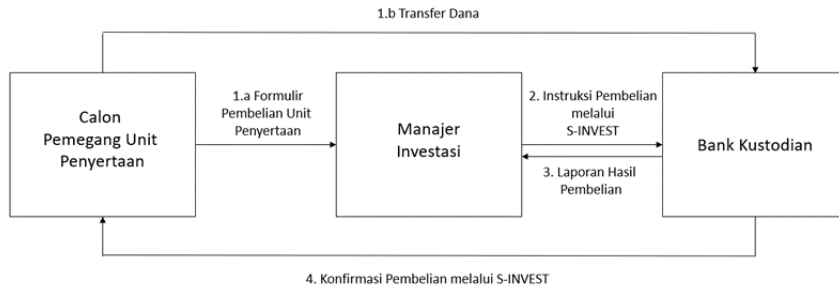 1.b Transfer Dana
Calon
Pemegang Unit
Penyertaan
1.a Formulir
Pembelian Unit
Penyertaan
Manajer
Investasi
2. Instruksi Pembelian
melalui
S-INVEST
3. Laporan Hasil
Pembelian
Bank Kustodian
4. Konfirmasi Pembelian melalui S-INVEST